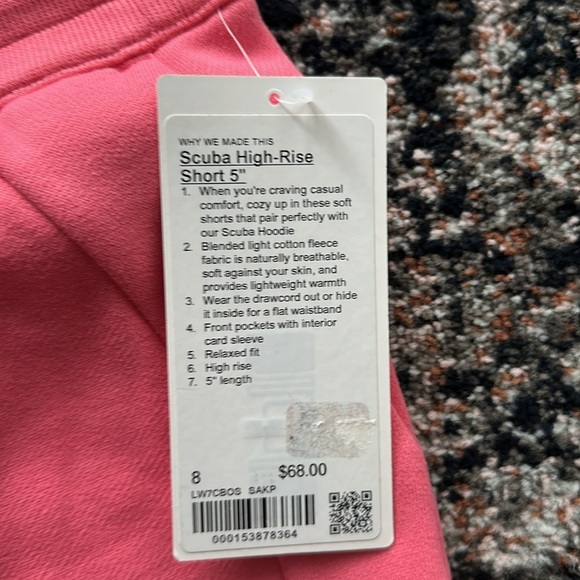 WHY WE MADE THIS
Scuba High-Rise
Short 5"
1. When you're craving casual
comfort, cozy up in these soft
shorts that pair perfectly with
our Scuba Hoodie
2. Blended light cotton fleece
fabric is naturally breathable,
soft against your skin, and
provides lightweight warmth
3. Wear the drawcord out or hide
it inside for a flat waistband
4. Front pockets with interior
card sleeve
5. Relaxed fit
6. High rise
7. 5" length
8 $68.00
LW7CBOS SAKP
000153878364